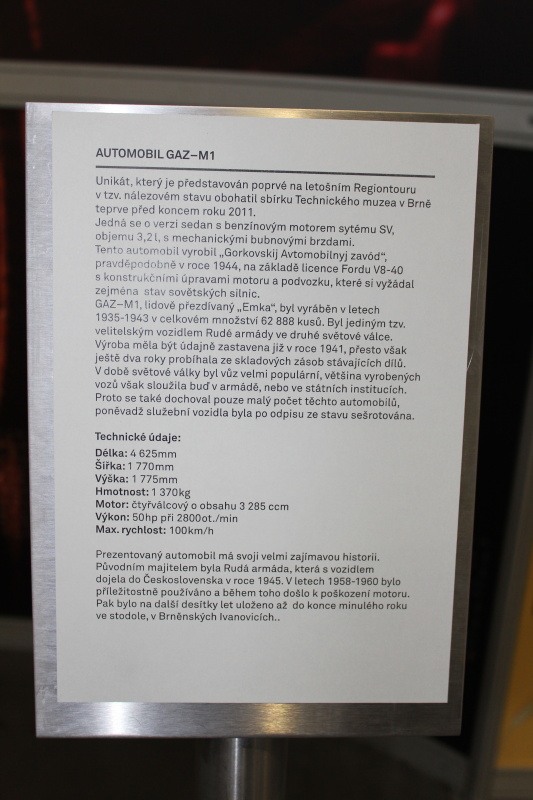 AUTOMOBIL GAZ–M1
Unikát, který je představován poprvé na letošním Regiontouru
v tzv. nálezovém stavu obohatil sbírku Technického muzea v Brně
teprve před koncem roku 2011.
Jedná se o verzi sedan s benzínovým motorem sytému SV,
objemu 3,2 l, s mechanickými bubnovými brzdami.
Tento automobil vyrobil „Gorkovskij Avtomobilnyj zavód“,
pravděpodobně v roce 1944, na základě licence Fordu V8-40
s konstrukčními úpravami motoru a podvozku, které si vyžádal
zejména stav sovětských silnic.
GAZ–M1, lidově přezdívaný „Emka“, byl vyráběn v letech
1935-1943 v celkovém množství 62 888 kusů. Byl jediným tzv.
velitelským vozidlem Rudé armády ve druhé světové válce.
Výroba měla být údajně zastavena již v roce 1941, přesto však
ještě dva roky probíhala ze skladových zásob stávajících dílů.
V době světové války byl vůz velmi populární, většina vyrobených
vozů však sloužila buď v armádě, nebo ve státních institucích.
Proto se také dochoval pouze malý počet těchto automobilů,
poněvadž služební vozidla byla po odpisu ze stavu sešrotována.
Technické údaje:
Délka: 4 625mm
Šířka: 1 770mm
Výška: 1 775mm
Hmotnost: 1 370kg
Motor: čtyřválcový o obsahu 3 285 ccm
Výkon: 50hp při 2800ot./min
Max. rychlost: 100km/h
Prezentovaný automobil má svoji velmi zajímavou historii.
Původním majitelem byla Rudá armáda, která s vozidlem
dojela do Československa v roce 1945. V letech 1958-1960 bylo
příležitostně používáno a během toho došlo k poškození motoru.
Pak bylo na další desítky let uloženo až do konce minulého roku
ve stodole, v Brněnských Ivanovicích..